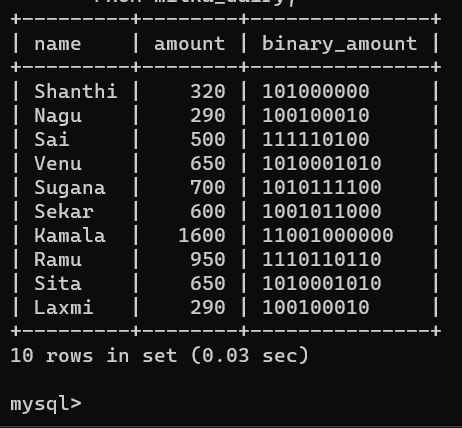 +---------+--------+---------------+
| name    | amount | binary_amount |
+---------+--------+---------------+
| Shanthi |    320 | 101000000     |
| Nagu    |    290 | 100100010     |
| Sai     |    500 | 111110100     |
| Venu    |    650 | 1010001010    |
| Sugana  |    700 | 1010111100    |
| Sekar   |    600 | 1001011000    |
| Kamala  |   1600 | 11001000000   |
| Ramu    |    950 | 1110110110    |
| Sita    |    650 | 1010001010    |
| Laxmi   |    290 | 100100010     |
+---------+--------+---------------+
10 rows in set (0.03 sec)
mysql>